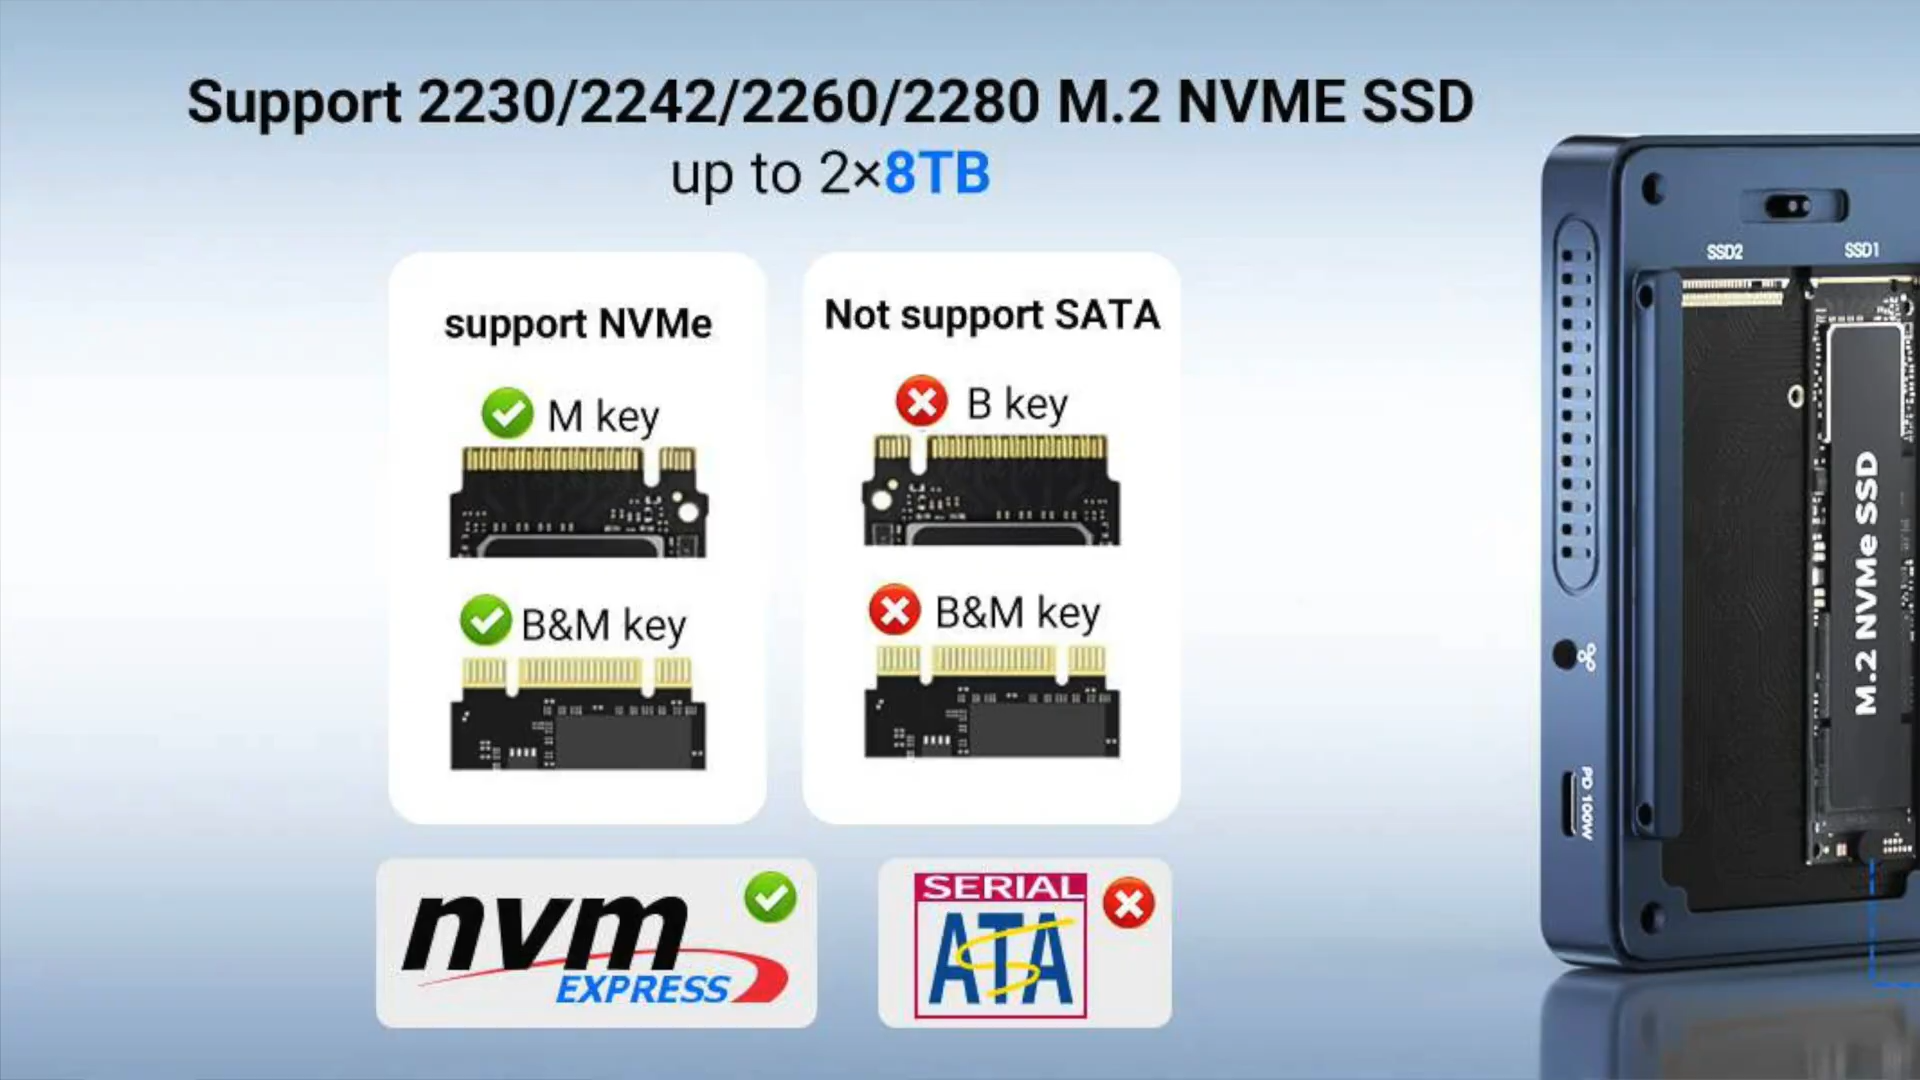 Support 2230/2242/2260/2280 M.2 NVME SSD
up to 2×8TB
support NVMe
M key
B&M key
Not support SATA
B key
B&M key
nvm
EXPRESS
SERIAL
ATA
SSD2
SSD1
M.2 NVMe SSD
PD 100W